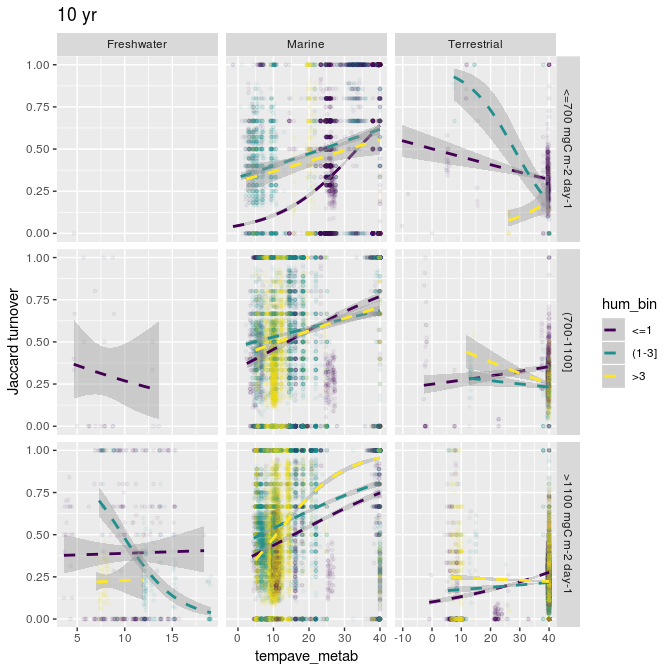 10 yr
Freshwater Marine Terrestrial
1.00
0.75
0.50
0.25
0.00
<=700 mgC m-2 day-1
1.00
0.75
0.50
0.25
0.00
(700-1100]
1.00
0.75
0.50
0.25
0.00
>1100 mgC m-2 day-1
Jaccard turnover
5 10 15 0 10 20 30 40 -10 0 10 20 30 40
tempave_metab
hum_bin
<=1
(1-3]
>3